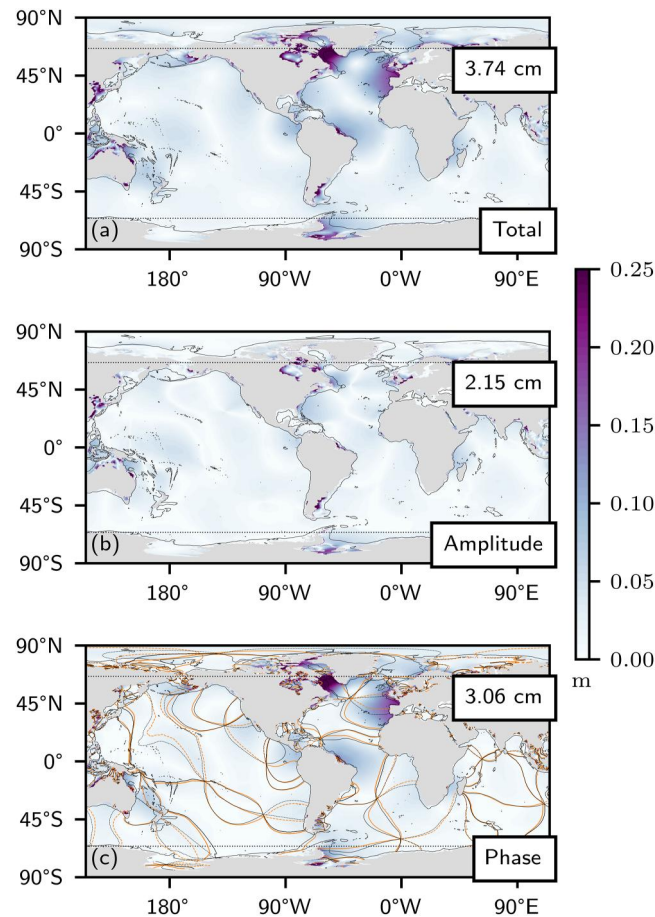 90°N
45°N
0°
45°S
90°S
3.74 cm
(a)
Total
180°
90°W
0°W
90°E
90°N
45°N
0°
45°S
90°S
2.15 cm
(b)
Amplitude
180°
90°W
0°W
90°E
90°N
45°N
0°
45°S
90°S
3.06 cm
(c)
Phase
180°
90°W
0°W
90°E
0.25
0.20
0.15
0.10
0.05
0.00
m